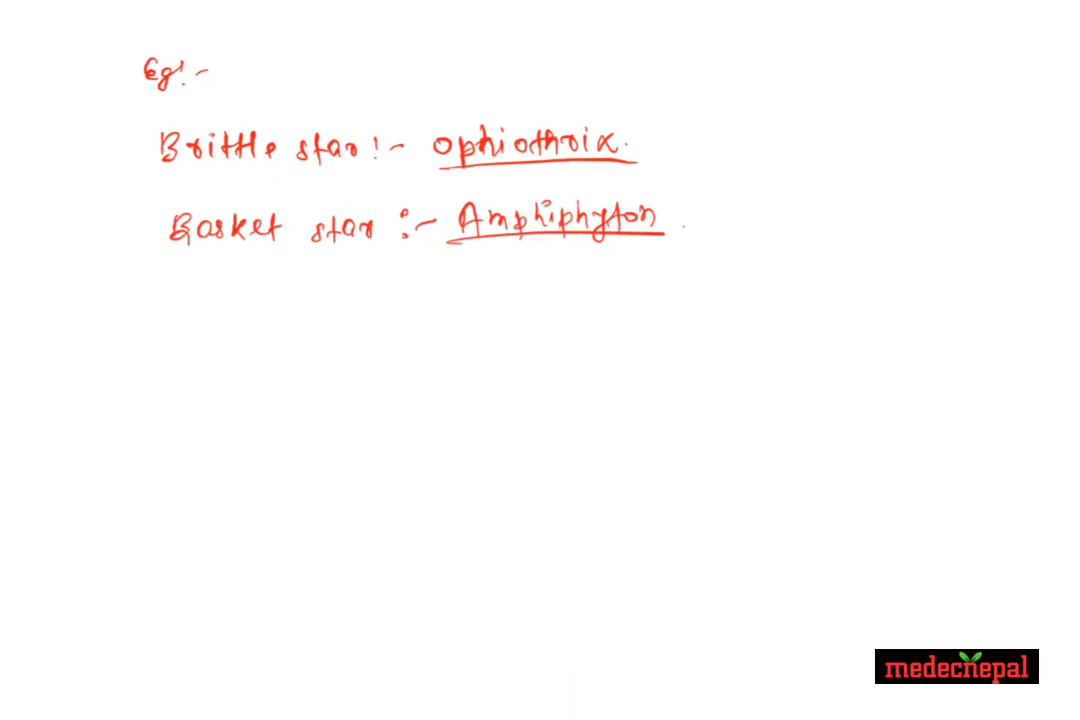 Eg:-
Brittle star :- Ophiothrix.
Basket star :- Amphiphyton
medecnepal